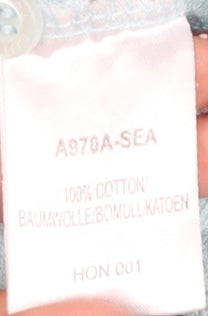 A970A-SEA
100% COTTON/
BAUMWOLLE/BOMULL/KATOEN
HON 001